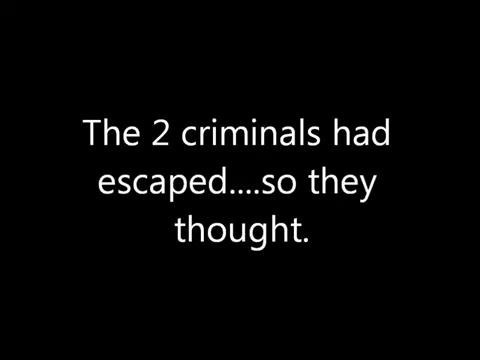 The 2 criminals had
escaped....so they
thought.